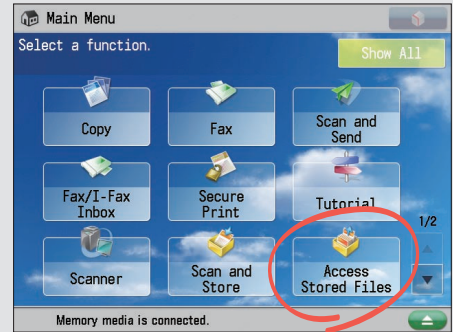 Main Menu
Select a function.
Show All
Copy
Fax
Scan and
Send
Fax/I-Fax
Inbox
Secure
Print
Tutorial
1/2
Scanner
Scan and
Store
Access
Stored Files
Memory media is connected.